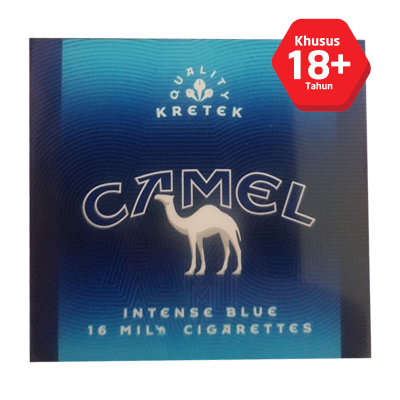 Khusus
18+
Tahun
QUALITY
KRETEK
CAMEL
INTENSE BLUE
16 MILD CIGARETTES